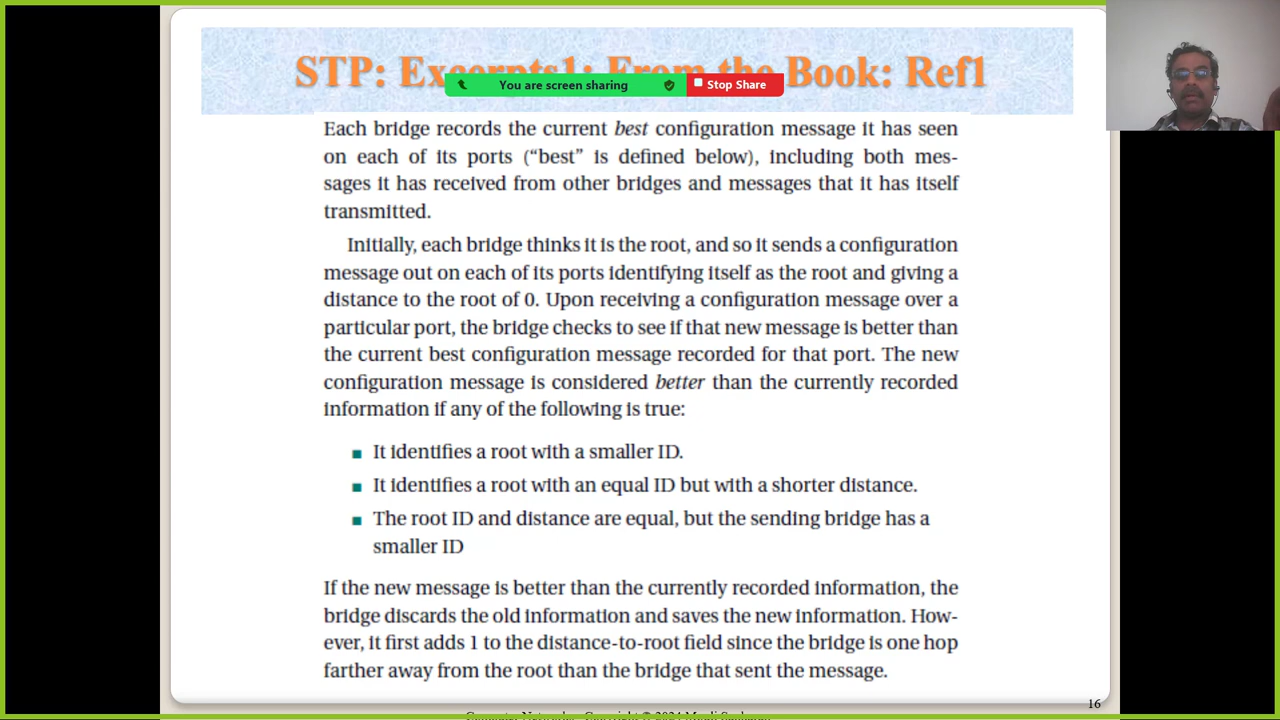 STP: Excerpts1: From the Book: Ref1
You are screen sharing
Stop Share
Each bridge records the current best configuration message it has seen
on each of its ports (“best” is defined below), including both mes-
sages it has received from other bridges and messages that it has itself
transmitted.
Initially, each bridge thinks it is the root, and so it sends a configuration
message out on each of its ports identifying itself as the root and giving a
distance to the root of 0. Upon receiving a configuration message over a
particular port, the bridge checks to see if that new message is better than
the current best configuration message recorded for that port. The new
configuration message is considered better than the currently recorded
information if any of the following is true:
It identifies a root with a smaller ID.
It identifies a root with an equal ID but with a shorter distance.
The root ID and distance are equal, but the sending bridge has a
smaller ID
If the new message is better than the currently recorded information, the
bridge discards the old information and saves the new information. How-
ever, it first adds 1 to the distance-to-root field since the bridge is one hop
farther away from the root than the bridge that sent the message.
16